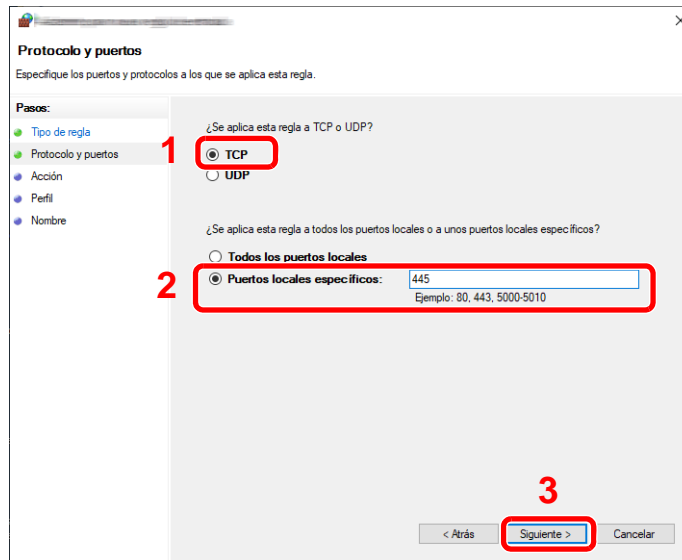 Protocolo y puertos
Especifique los puertos y protocolos a los que se aplica esta regla.
Pasos:
Tipo de regla
Protocolo y puertos
Acción
Perfil
Nombre
¿Se aplica esta regla a TCP o UDP?
1
TCP
UDP
¿Se aplica esta regla a todos los puertos locales o a unos puertos locales específicos?
Todos los puertos locales
2
Puertos locales específicos:
445
Ejemplo: 80, 443, 5000-5010
3
< Atrás
Siguiente >
Cancelar